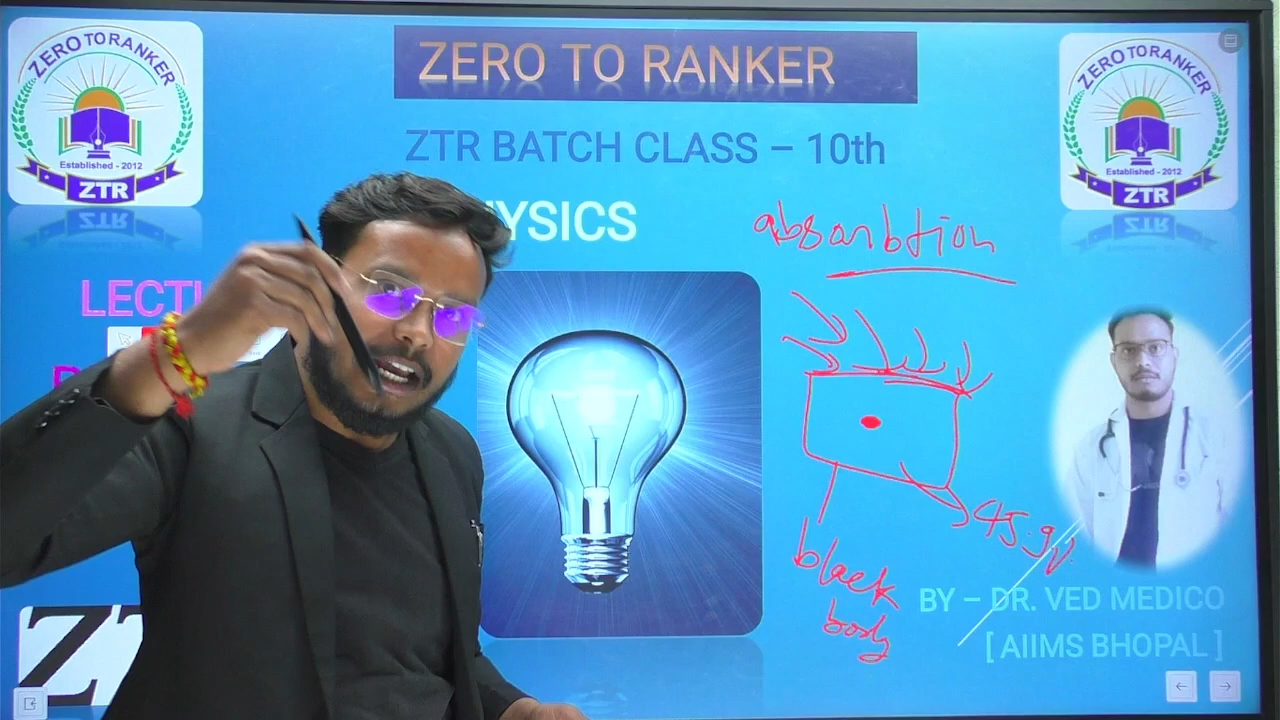 ZERO TO RANKER
Established - 2012
ZTR
ZERO TO RANKER
ZTR BATCH CLASS – 10th
YSICS
LECTU
ZERO TO RANKER
Established - 2012
ZTR
absorbtion
black
body
BY – DR. VED MEDICO
[ AIIMS BHOPAL ]